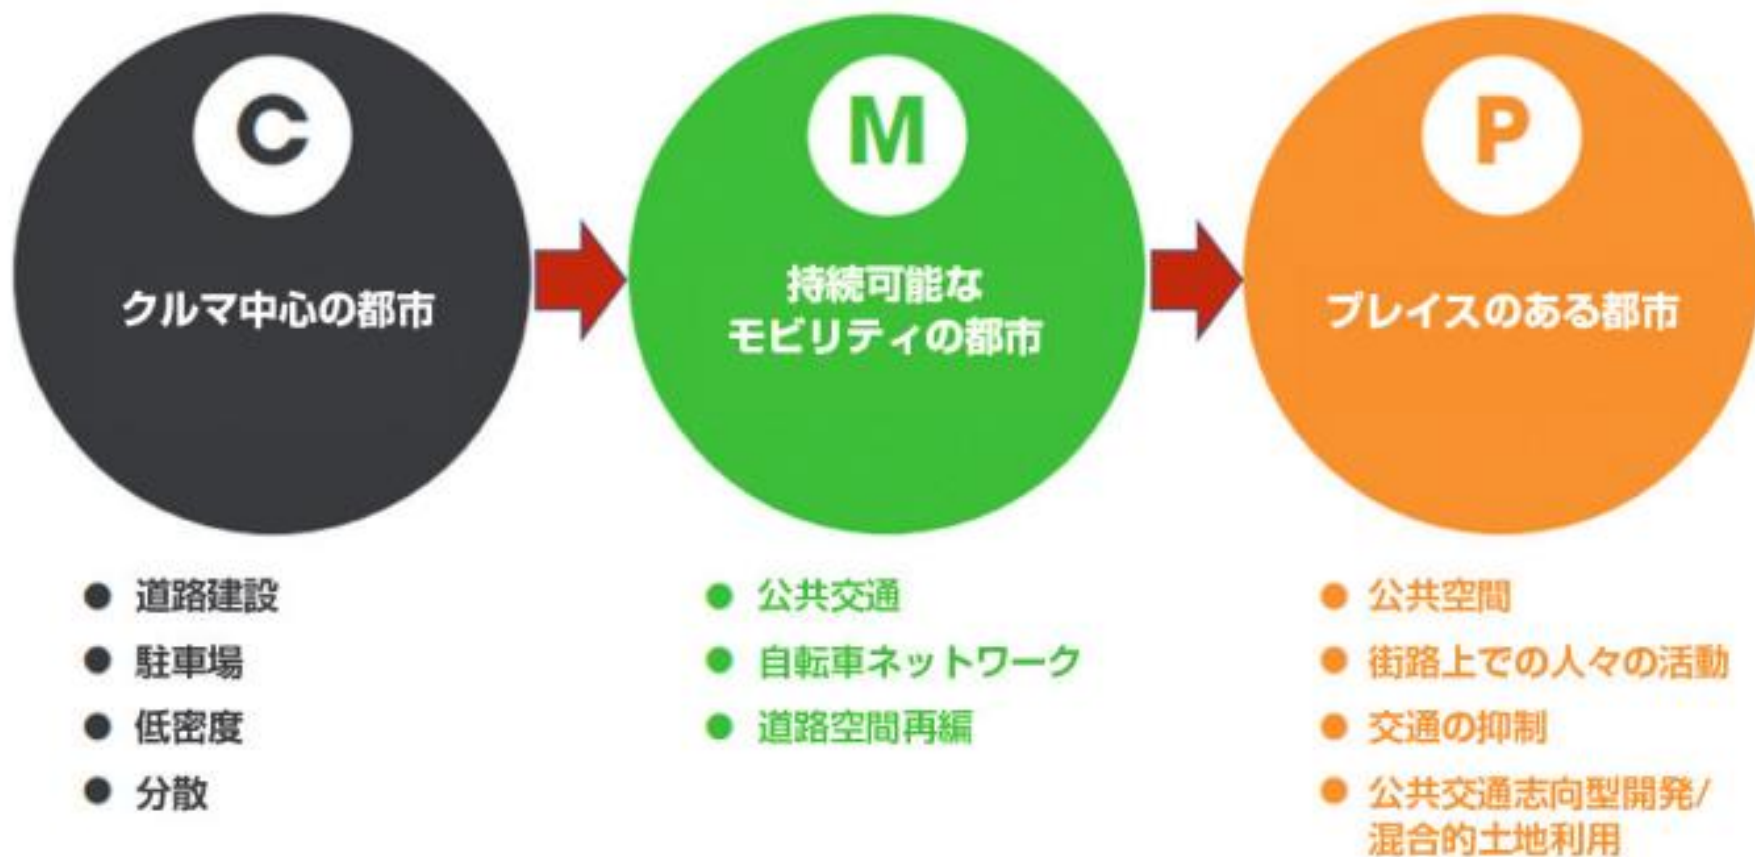 C
クルマ中心の都市
● 道路建設
● 駐車場
● 低密度
● 分散
M
持続可能な
モビリティの都市
● 公共交通
● 自転車ネットワーク
● 道路空間再編
P
プレイスのある都市
● 公共空間
● 街路上での人々の活動
● 交通の抑制
● 公共交通志向型開発/
混合的土地利用